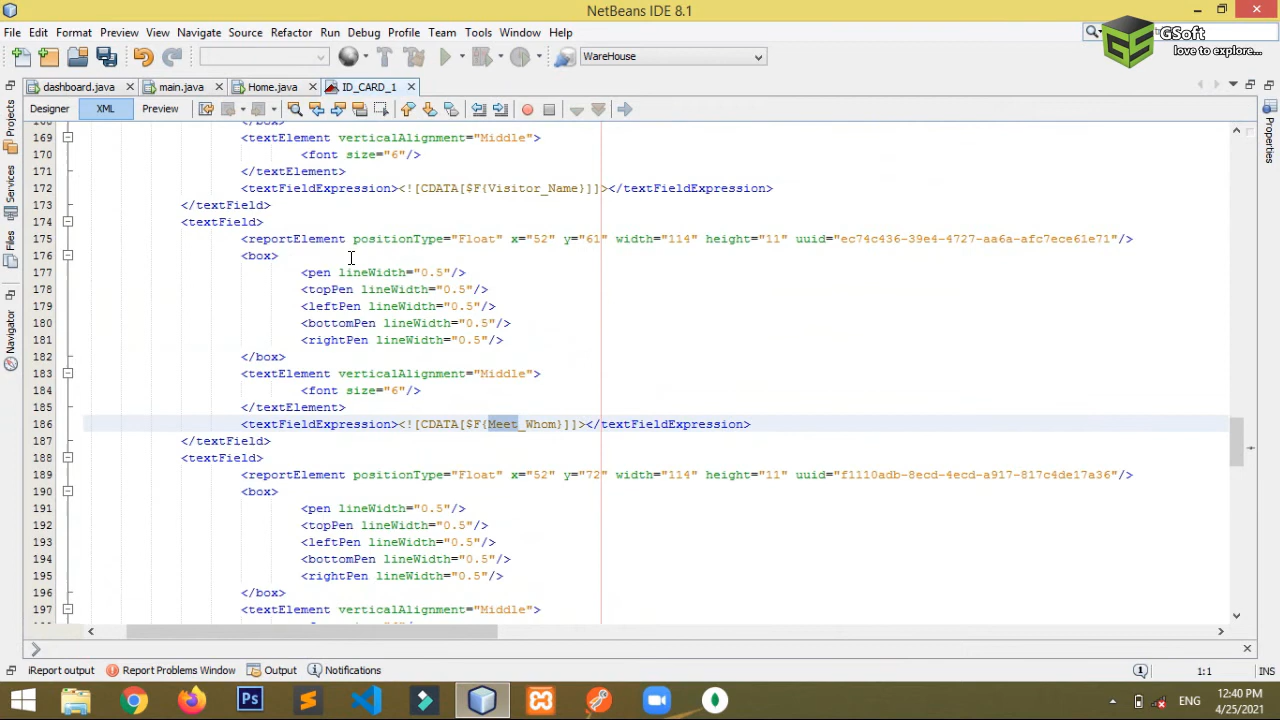 NetBeans IDE 8.1
File Edit Format Preview View Navigate Source Refactor Run Debug Profile Team Tools Window Help
GSoft
love to explore...
WareHouse
dashboard.java main.java Home.java ID_CARD_1
Designer XML Preview
Projects
Services
Files
Navigator
Properties
169 <textElement verticalAlignment="Middle">
170 <font size="6"/>
171 </textElement>
172 <textFieldExpression><![CDATA[$F{Visitor_Name}]]></textFieldExpression>
173 </textField>
174 <textField>
175 <reportElement positionType="Float" x="52" y="61" width="114" height="11" uuid="ec74c436-39e4-4727-aa6a-afc7ece61e71"/>
176 <box>
177 <pen lineWidth="0.5"/>
178 <topPen lineWidth="0.5"/>
179 <leftPen lineWidth="0.5"/>
180 <bottomPen lineWidth="0.5"/>
181 <rightPen lineWidth="0.5"/>
182 </box>
183 <textElement verticalAlignment="Middle">
184 <font size="6"/>
185 </textElement>
186 <textFieldExpression><![CDATA[$F{Meet_Whom}]]></textFieldExpression>
187 </textField>
188 <textField>
189 <reportElement positionType="Float" x="52" y="72" width="114" height="11" uuid="f1110adb-8ecd-4ecd-a917-817c4de17a36"/>
190 <box>
191 <pen lineWidth="0.5"/>
192 <topPen lineWidth="0.5"/>
193 <leftPen lineWidth="0.5"/>
194 <bottomPen lineWidth="0.5"/>
195 <rightPen lineWidth="0.5"/>
196 </box>
197 <textElement verticalAlignment="Middle">
iReport output Report Problems Window Output Notifications 1:1 INS
ENG
12:40 PM
4/25/2021